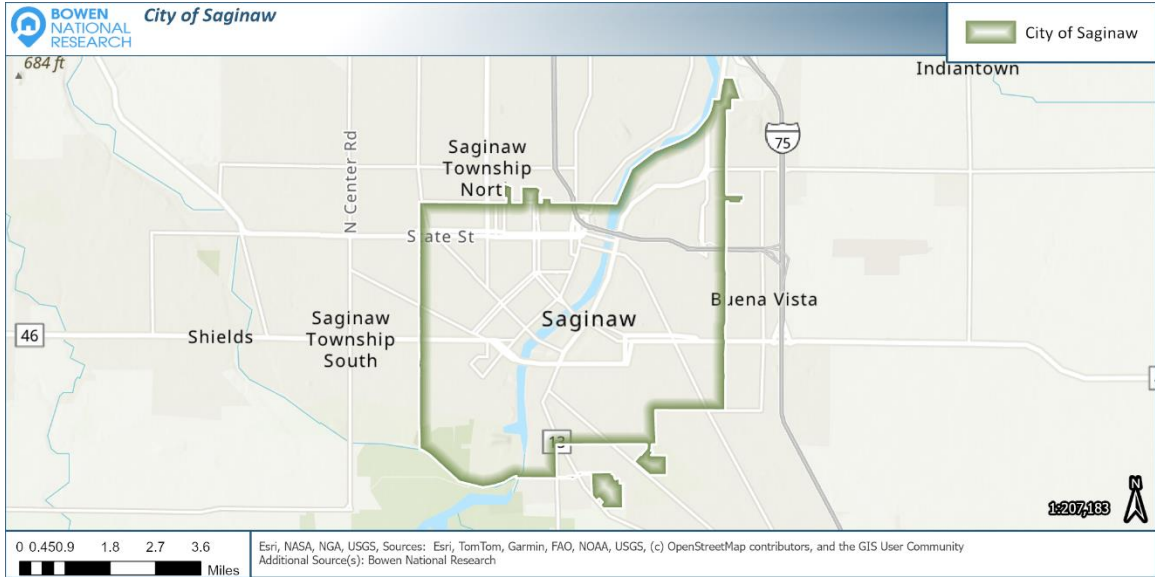 BOWEN
NATIONAL
RESEARCH
City of Saginaw
City of Saginaw
684 ft
Indiantown
N Center Rd
Saginaw
Township
North
75
State St
Buena Vista
Saginaw
46
Shields
Saginaw
Township
South
13
N
1:207,183
0 0.450.9 1.8 2.7 3.6
Miles
Esri, NASA, NGA, USGS, Sources: Esri, TomTom, Garmin, FAO, NOAA, USGS, (c) OpenStreetMap contributors, and the GIS User Community
Additional Source(s): Bowen National Research